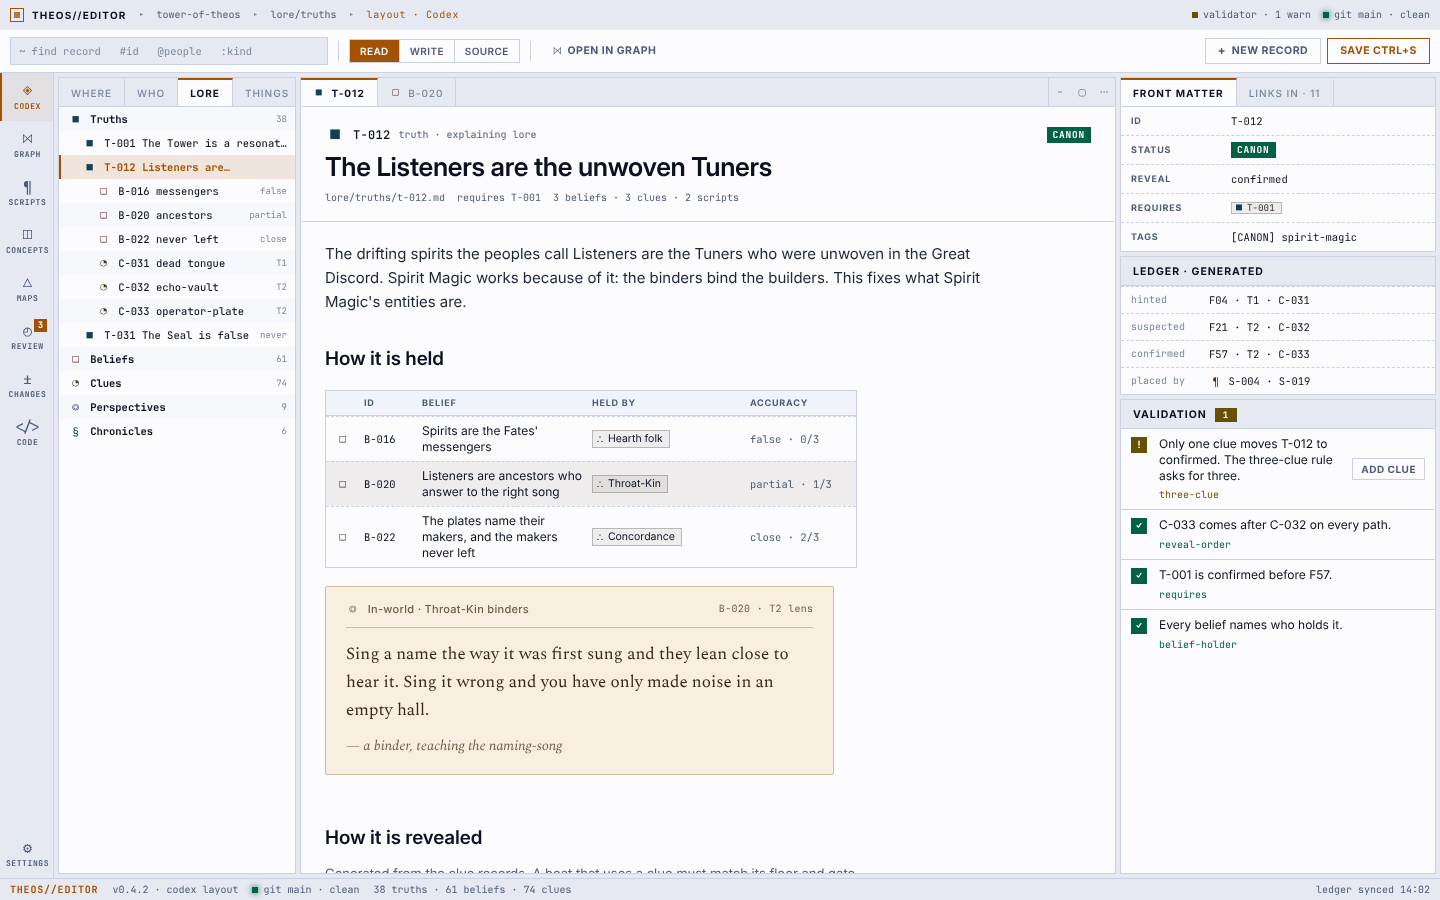 THEOS//EDITOR ▸ tower-of-theos ▸ lore/truths ▸ layout · Codex
validator · 1 warn git main · clean
~ find record #id @people :kind
READ WRITE SOURCE
OPEN IN GRAPH
+ NEW RECORD
SAVE CTRL+S
CODEX
GRAPH
¶
SCRIPTS
CONCEPTS
MAPS
3
REVIEW
±
CHANGES
</>
CODE
SETTINGS
WHERE WHO LORE THINGS
Truths 38
T-001 The Tower is a resonat…
T-012 Listeners are…
B-016 messengers false
B-020 ancestors partial
B-022 never left close
C-031 dead tongue T1
C-032 echo-vault T2
C-033 operator-plate T2
T-031 The Seal is false never
Beliefs 61
Clues 74
Perspectives 9
§ Chronicles 6
T-012 B-020
T-012 truth · explaining lore CANON
The Listeners are the unwoven Tuners
lore/truths/t-012.md requires T-001 3 beliefs · 3 clues · 2 scripts
The drifting spirits the peoples call Listeners are the Tuners who were unwoven in the Great
Discord. Spirit Magic works because of it: the binders bind the builders. This fixes what Spirit
Magic's entities are.
How it is held
ID BELIEF HELD BY ACCURACY
B-016 Spirits are the Fates' messengers ∴ Hearth folk false · 0/3
B-020 Listeners are ancestors who answer to the right song ∴ Throat-Kin partial · 1/3
B-022 The plates name their makers, and the makers never left ∴ Concordance close · 2/3
In-world · Throat-Kin binders B-020 · T2 lens
Sing a name the way it was first sung and they lean close to
hear it. Sing it wrong and you have only made noise in an
empty hall.
— a binder, teaching the naming-song
How it is revealed
Generated from the clue records. A beat that uses a clue must match its floor and gate.
FRONT MATTER LINKS IN · 11
ID T-012
STATUS CANON
REVEAL confirmed
REQUIRES T-001
TAGS [CANON] spirit-magic
LEDGER · GENERATED
hinted F04 · T1 · C-031
suspected F21 · T2 · C-032
confirmed F57 · T2 · C-033
placed by ¶ S-004 · S-019
VALIDATION 1
! Only one clue moves T-012 to
confirmed. The three-clue rule
asks for three.
three-clue
ADD CLUE
✓ C-033 comes after C-032 on every path.
reveal-order
✓ T-001 is confirmed before F57.
requires
✓ Every belief names who holds it.
belief-holder
THEOS//EDITOR v0.4.2 · codex layout git main · clean 38 truths · 61 beliefs · 74 clues
ledger synced 14:02